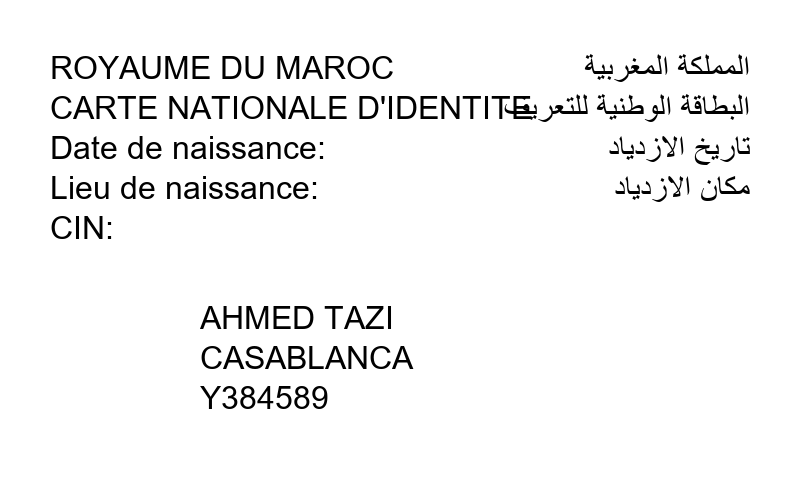 ROYAUME DU MAROC المملكة المغربية
CARTE NATIONALE D'IDENTITE البطاقة الوطنية للتعريف
Date de naissance: تاريخ الازدياد
Lieu de naissance: مكان الازدياد
CIN:
AHMED TAZI
CASABLANCA
Y384589